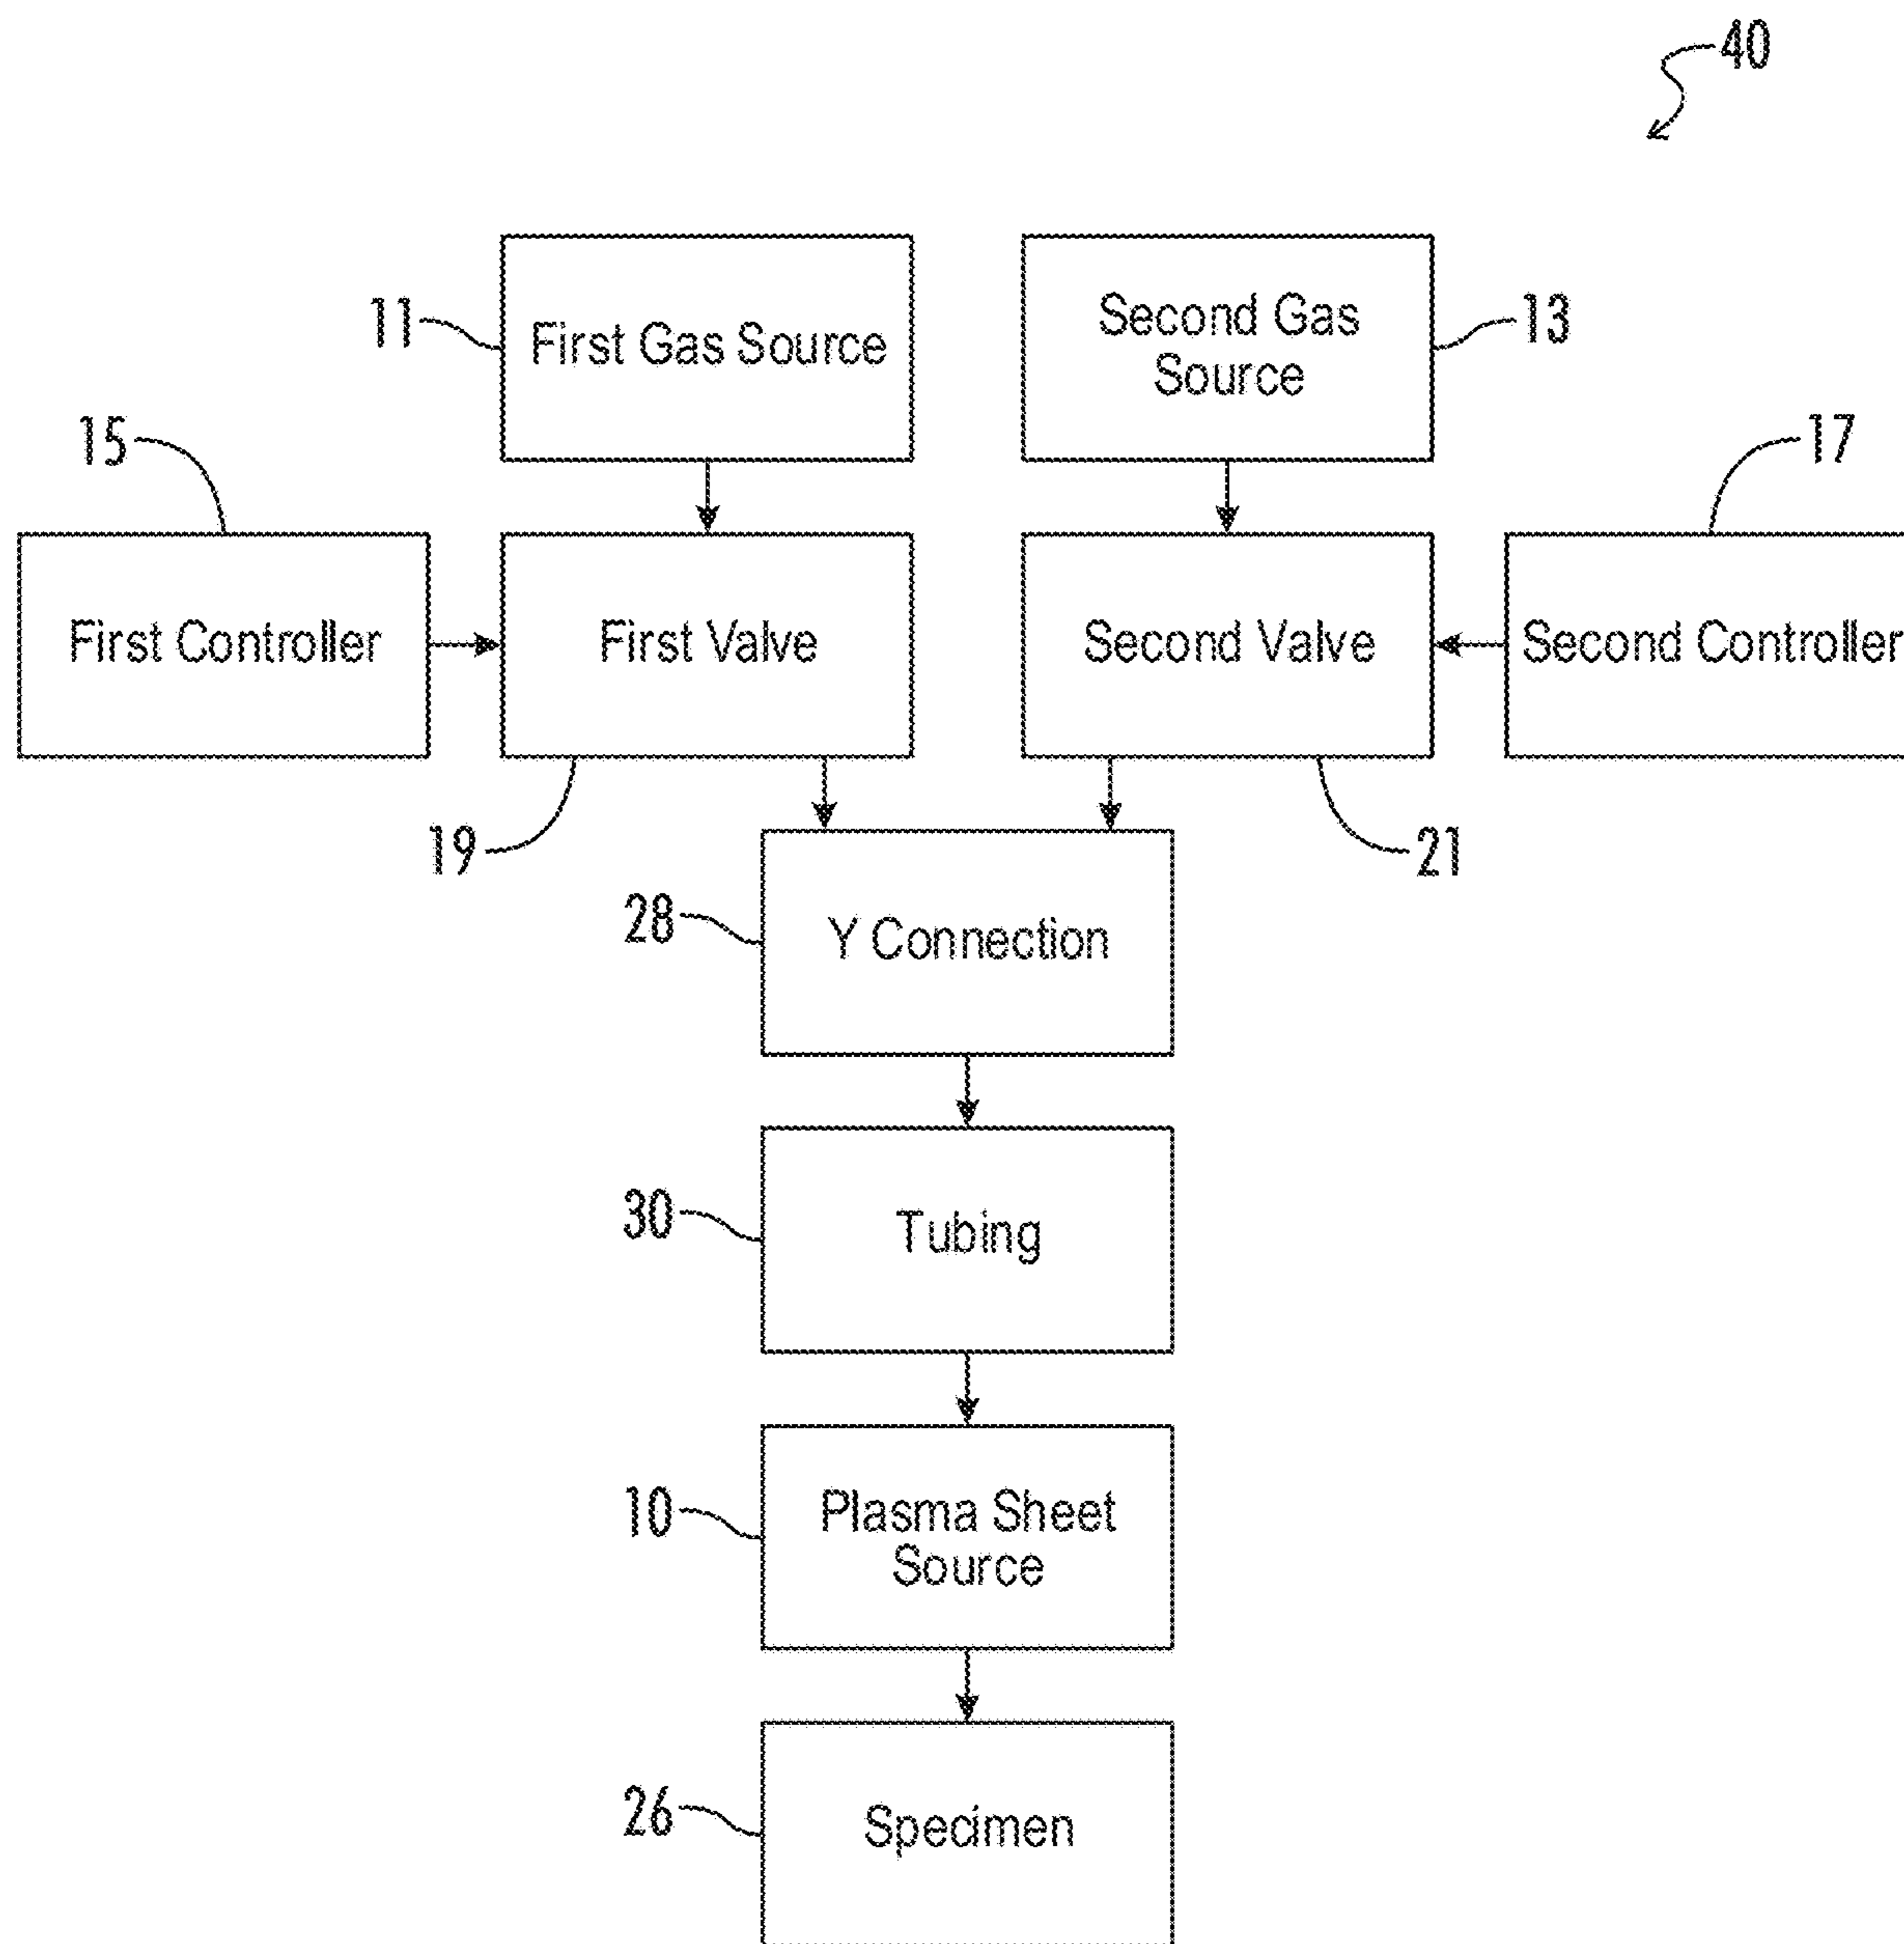 40
11
First Gas Source
Second Gas
Source
13
15
17
First Controller
First Valve
Second Valve
Second Controller
19
21
28
Y Connection
30
Tubing
10
Plasma Sheet
Source
26
Specimen